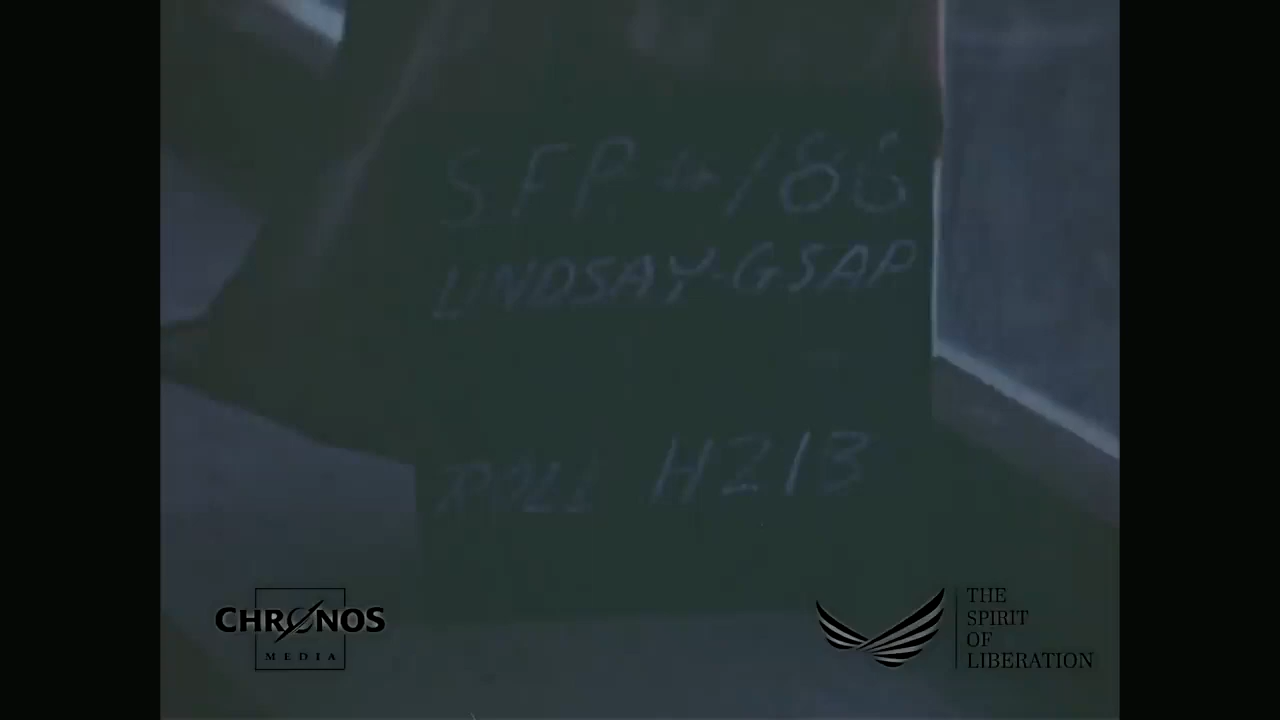 S.F.P. 186
LINDSAY-GSAP
ROLL H213
CHRONOS
MEDIA
THE
SPIRIT
OF
LIBERATION